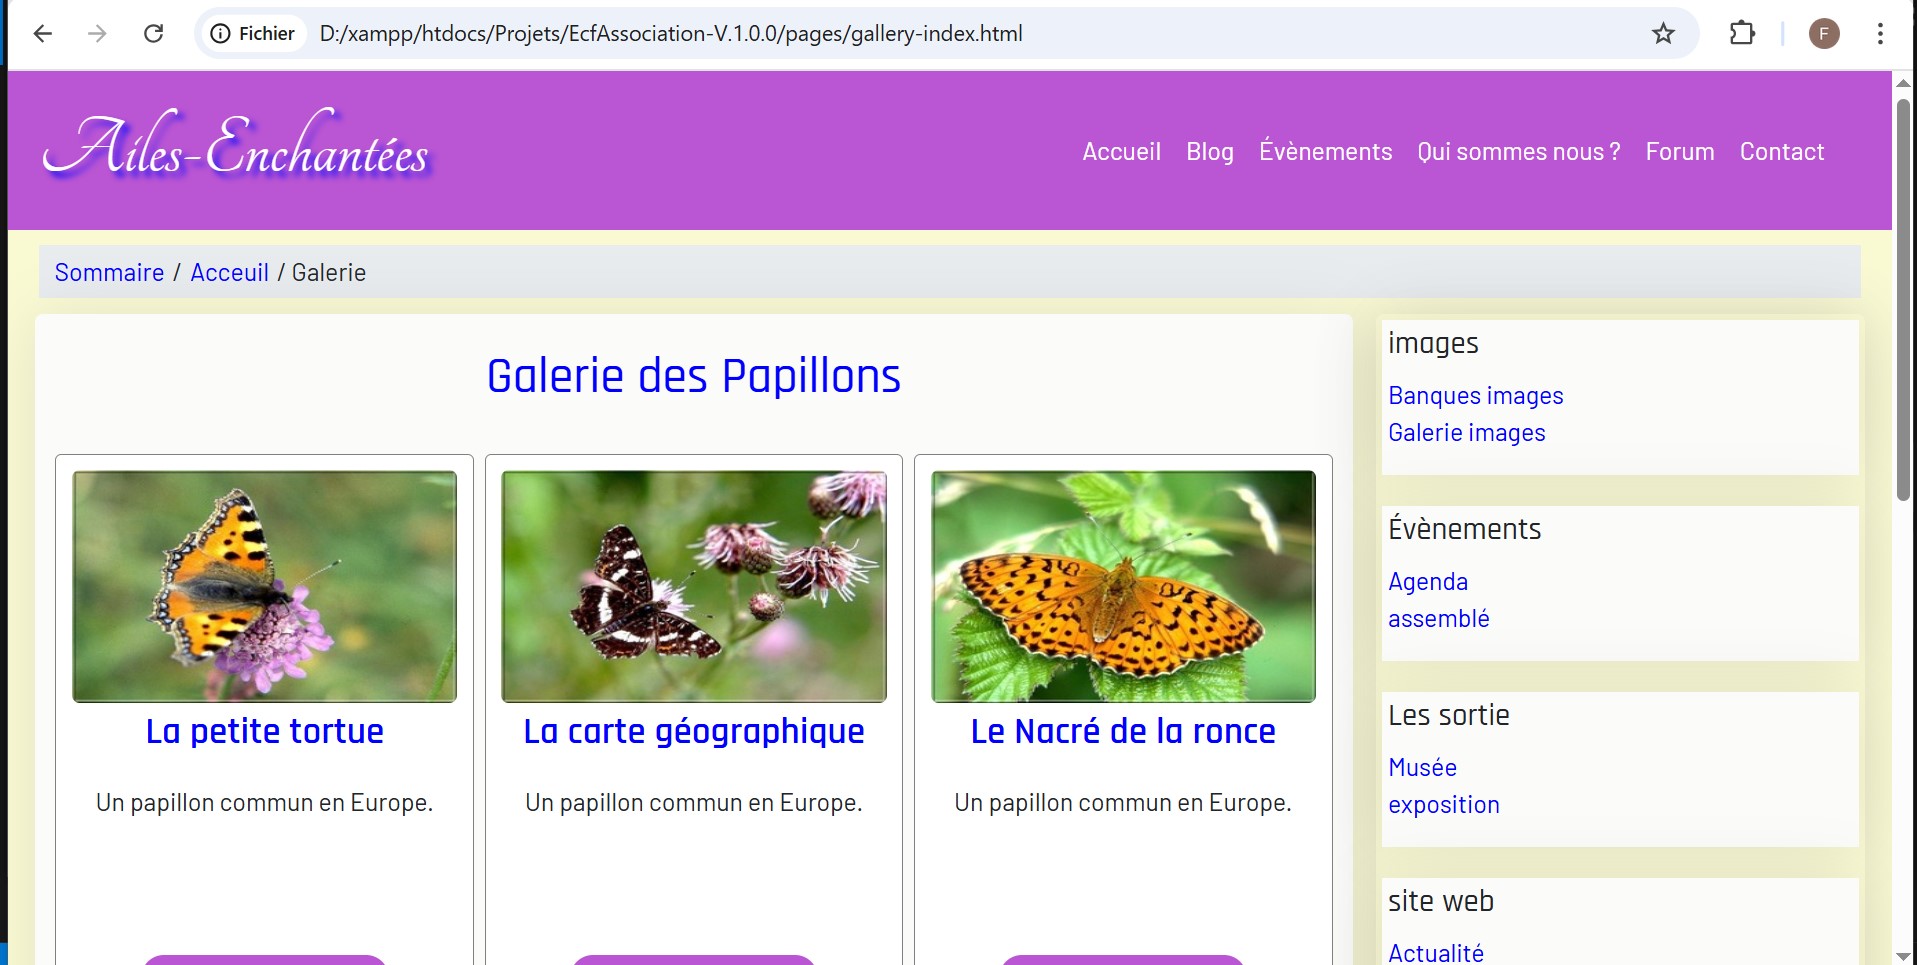 Fichier D:/xampp/htdocs/Projets/EcfAssociation-V.1.0.0/pages/gallery-index.html
F
Ailes-Enchantées
Accueil Blog Évènements Qui sommes nous ? Forum Contact
Sommaire / Acceuil / Galerie
Galerie des Papillons
La petite tortue
Un papillon commun en Europe.
La carte géographique
Un papillon commun en Europe.
Le Nacré de la ronce
Un papillon commun en Europe.
images
Banques images
Galerie images
Évènements
Agenda
assemblé
Les sortie
Musée
exposition
site web
Actualité